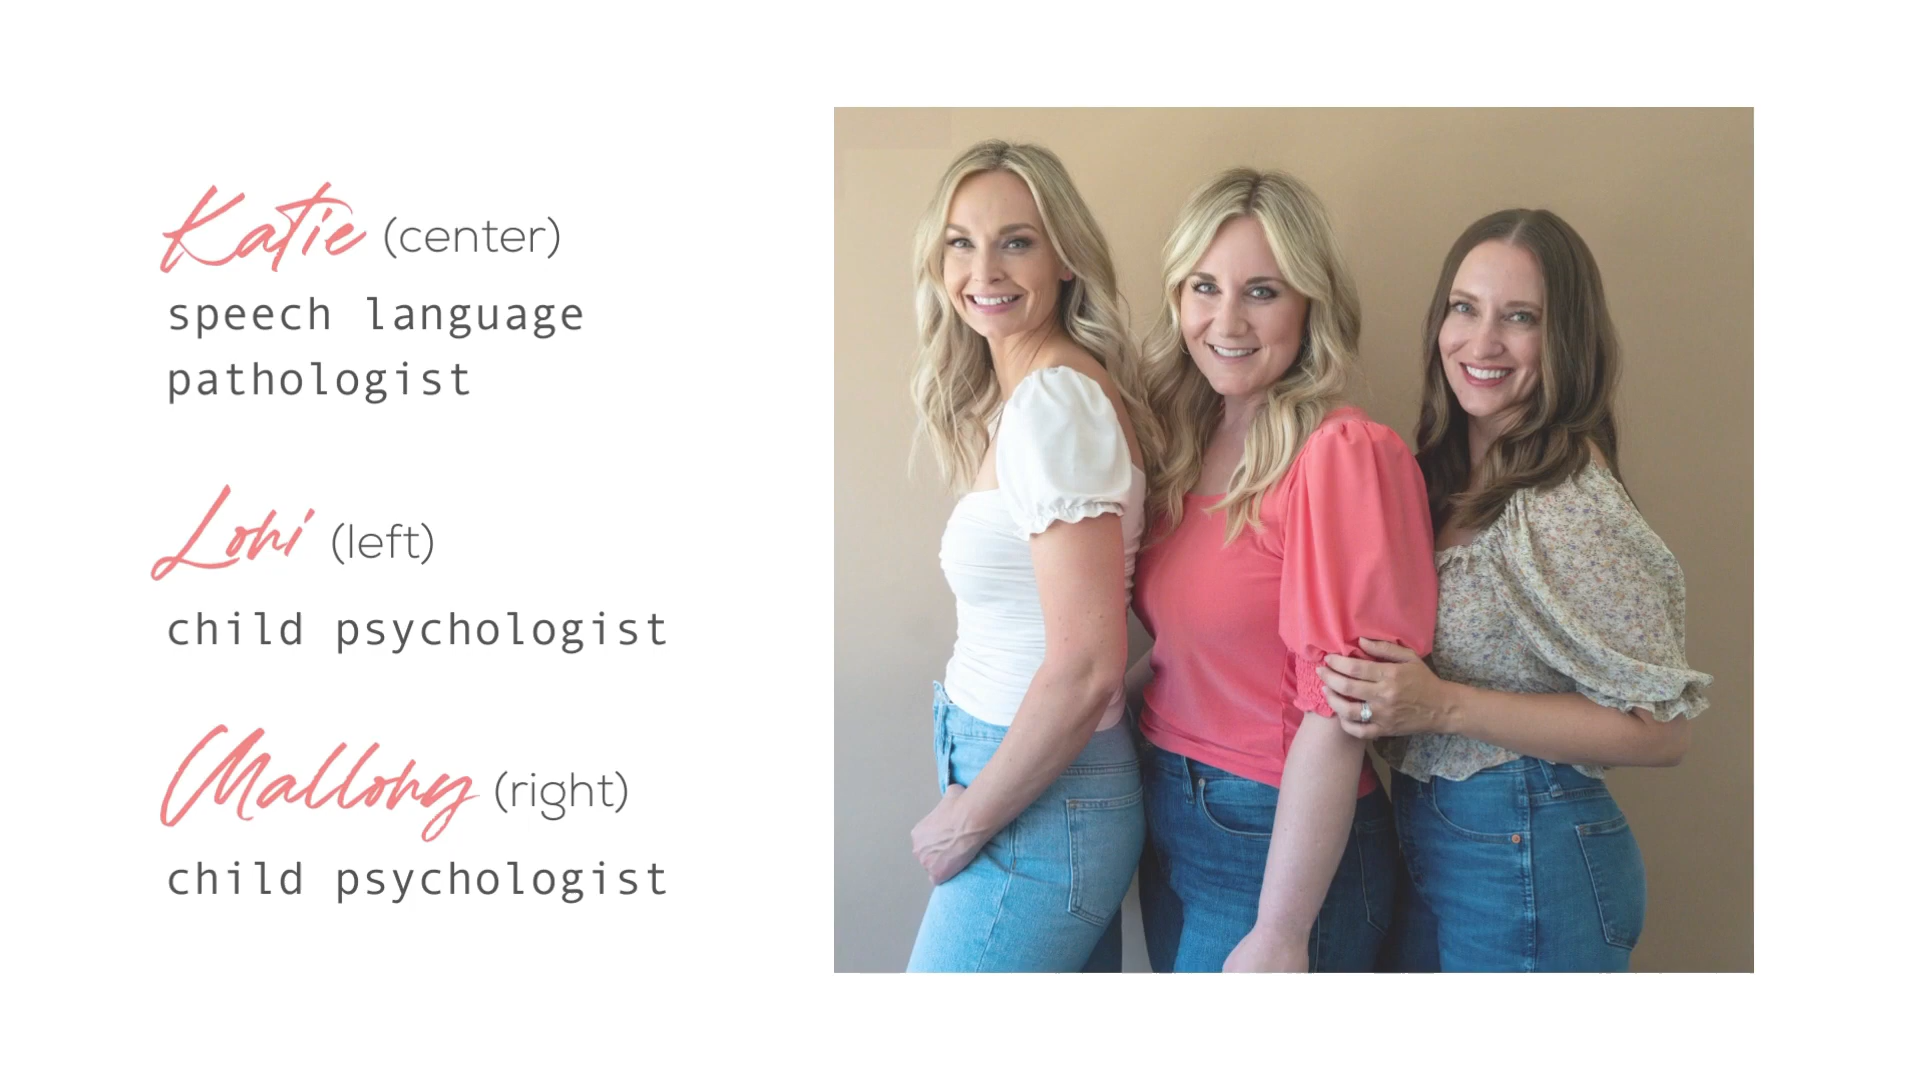 Katie (center)
speech language
pathologist
Lori (left)
child psychologist
Mallory (right)
child psychologist